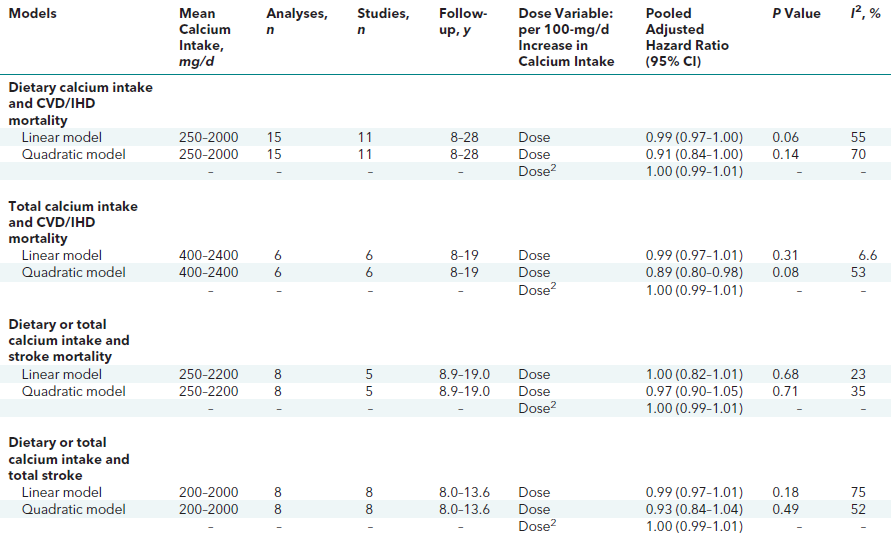 Models Mean Calcium Intake, mg/d Analyses, n Studies, n Follow-up, y Dose Variable: per 100-mg/d Increase in Calcium Intake Pooled Adjusted Hazard Ratio (95% CI) P Value I², %
Dietary calcium intake
and CVD/IHD
mortality
Linear model 250–2000 15 11 8–28 Dose 0.99 (0.97–1.00) 0.06 55
Quadratic model 250–2000 15 11 8–28 Dose 0.91 (0.84–1.00) 0.14 70
– – – – Dose² 1.00 (0.99–1.01) – –
Total calcium intake
and CVD/IHD
mortality
Linear model 400–2400 6 6 8–19 Dose 0.99 (0.97–1.01) 0.31 6.6
Quadratic model 400–2400 6 6 8–19 Dose 0.89 (0.80–0.98) 0.08 53
– – – – Dose² 1.00 (0.99–1.01) – –
Dietary or total
calcium intake and
stroke mortality
Linear model 250–2200 8 5 8.9–19.0 Dose 1.00 (0.82–1.01) 0.68 23
Quadratic model 250–2200 8 5 8.9–19.0 Dose 0.97 (0.90–1.05) 0.71 35
– – – – Dose² 1.00 (0.99–1.01) – –
Dietary or total
calcium intake and
total stroke
Linear model 200–2000 8 8 8.0–13.6 Dose 0.99 (0.97–1.01) 0.18 75
Quadratic model 200–2000 8 8 8.0–13.6 Dose 0.93 (0.84–1.04) 0.49 52
– – – – Dose² 1.00 (0.99–1.01) – –